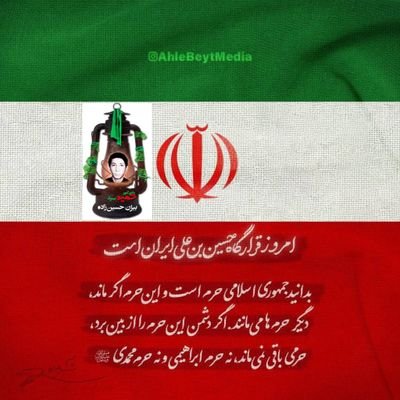 @AhleBeytMedia
شهید
بیژن حسین‌زاده
امروز قرارگاه حسین بن علی ایران است
بدانید جمهوری اسلامی حرم است و این حرم اگر ماند،
دیگر حرم‌ها می‌مانند. اگر دشمن این حرم را از بین برد،
حرمی باقی نمی‌ماند، نه حرم ابراهیمی و نه حرم محمدی ﷺ